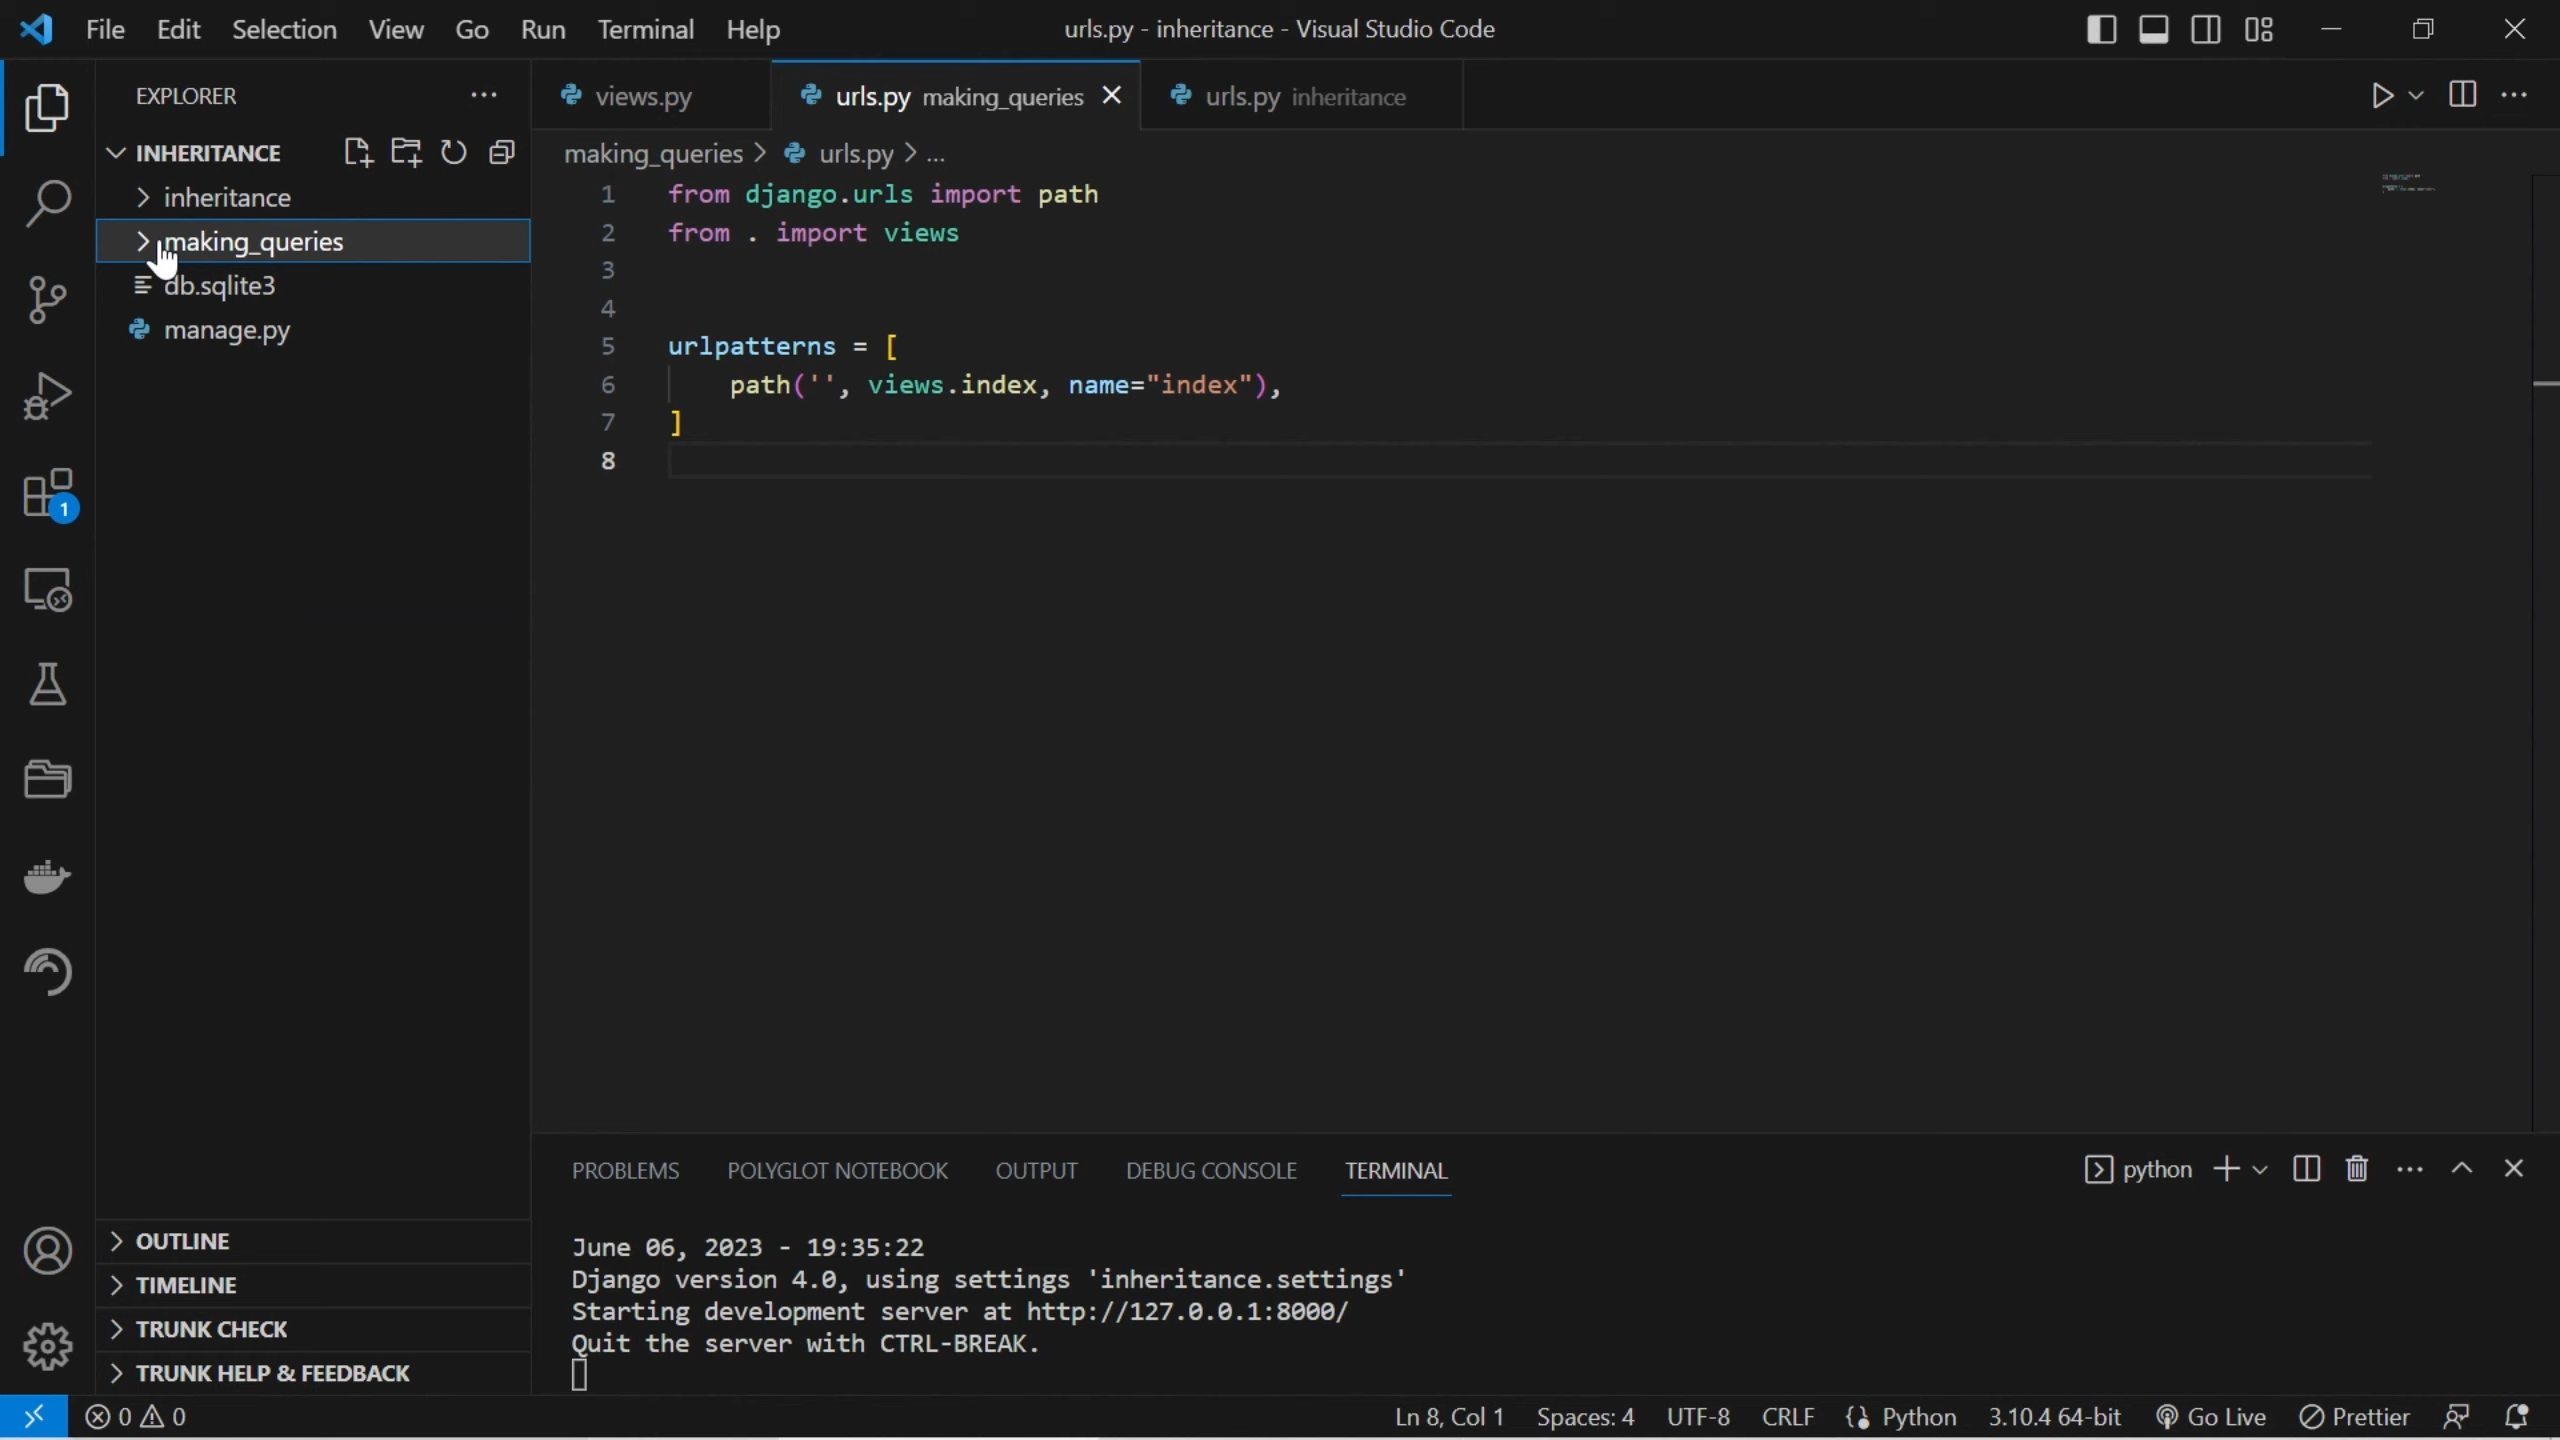 File Edit Selection View Go Run Terminal Help urls.py - inheritance - Visual Studio Code
EXPLORER
INHERITANCE
inheritance
making_queries
db.sqlite3
manage.py
1
OUTLINE
TIMELINE
TRUNK CHECK
TRUNK HELP & FEEDBACK
views.py urls.py making_queries urls.py inheritance
making_queries > urls.py > ...
1 from django.urls import path
2 from . import views
3
4
5 urlpatterns = [
6 path('', views.index, name="index"),
7 ]
8
PROBLEMS POLYGLOT NOTEBOOK OUTPUT DEBUG CONSOLE TERMINAL python
June 06, 2023 - 19:35:22
Django version 4.0, using settings 'inheritance.settings'
Starting development server at http://127.0.0.1:8000/
Quit the server with CTRL-BREAK.
0 0 Ln 8, Col 1 Spaces: 4 UTF-8 CRLF Python 3.10.4 64-bit Go Live Prettier